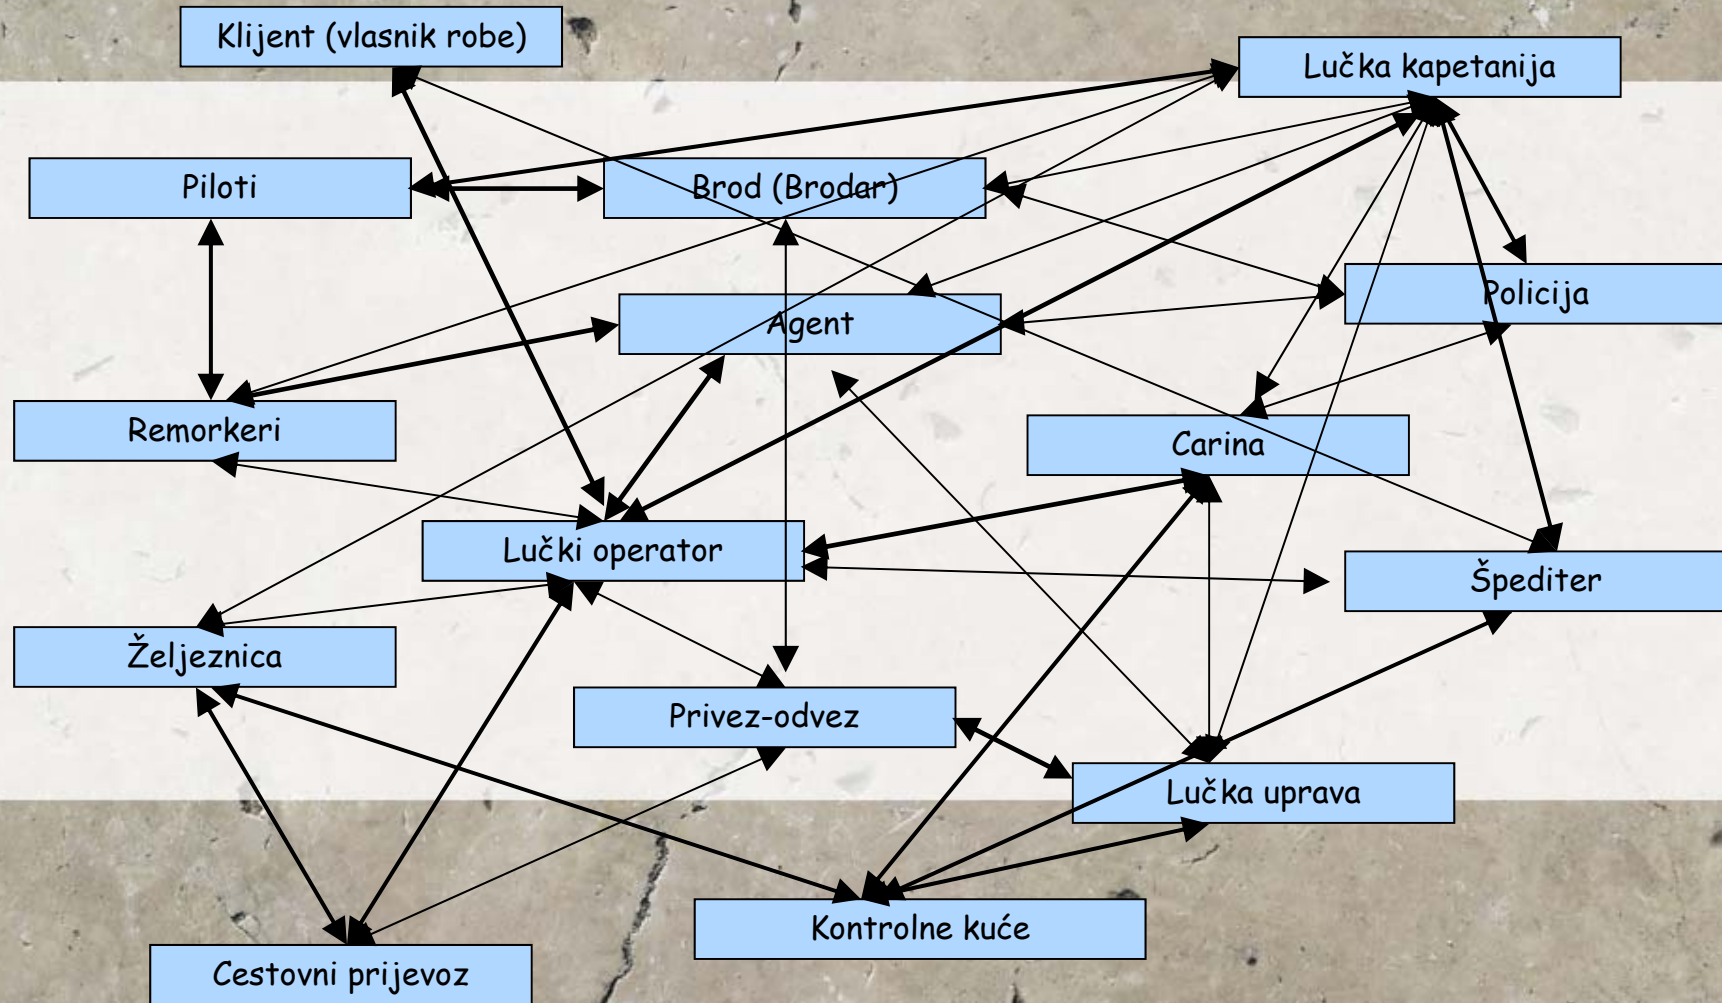 Klijent (vlasnik robe)
Lučka kapetanija
Piloti
Brod (Brodar)
Policija
Agent
Remorkeri
Carina
Lučki operator
Špediter
Željeznica
Privez-odvez
Lučka uprava
Kontrolne kuće
Cestovni prijevoz